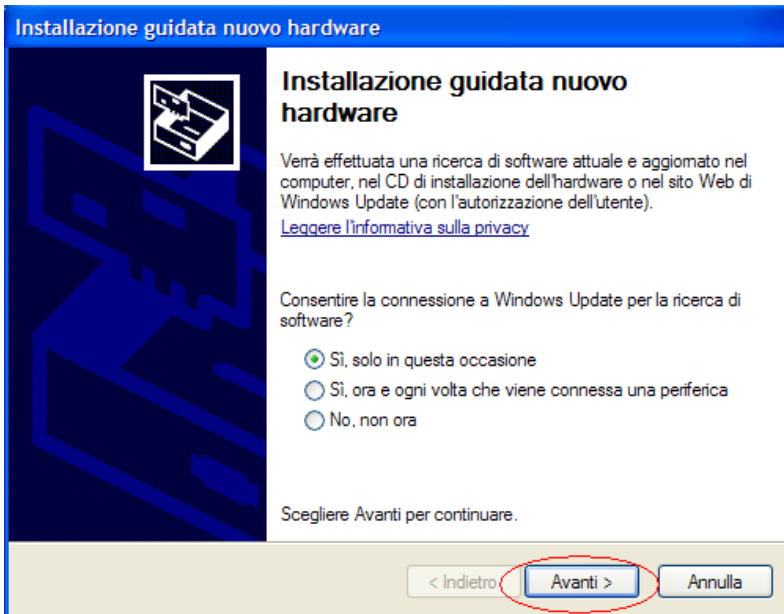 Installazione guidata nuovo hardware
Installazione guidata nuovo
hardware
Verrà effettuata una ricerca di software attuale e aggiornato nel
computer, nel CD di installazione dell'hardware o nel sito Web di
Windows Update (con l'autorizzazione dell'utente).
Leggere l'informativa sulla privacy
Consentire la connessione a Windows Update per la ricerca di
software?
Sì, solo in questa occasione
Sì, ora e ogni volta che viene connessa una periferica
No, non ora
Scegliere Avanti per continuare.
< Indietro
Avanti >
Annulla